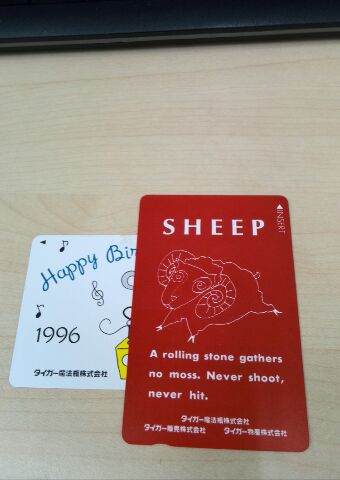 SHEEP
◁INSERT
A rolling stone gathers
no moss. Never shoot,
never hit.
タイガー魔法瓶株式会社
タイガー販売株式会社 タイガー物産株式会社
Happy Bir
1996
タイガー魔法瓶株式会社